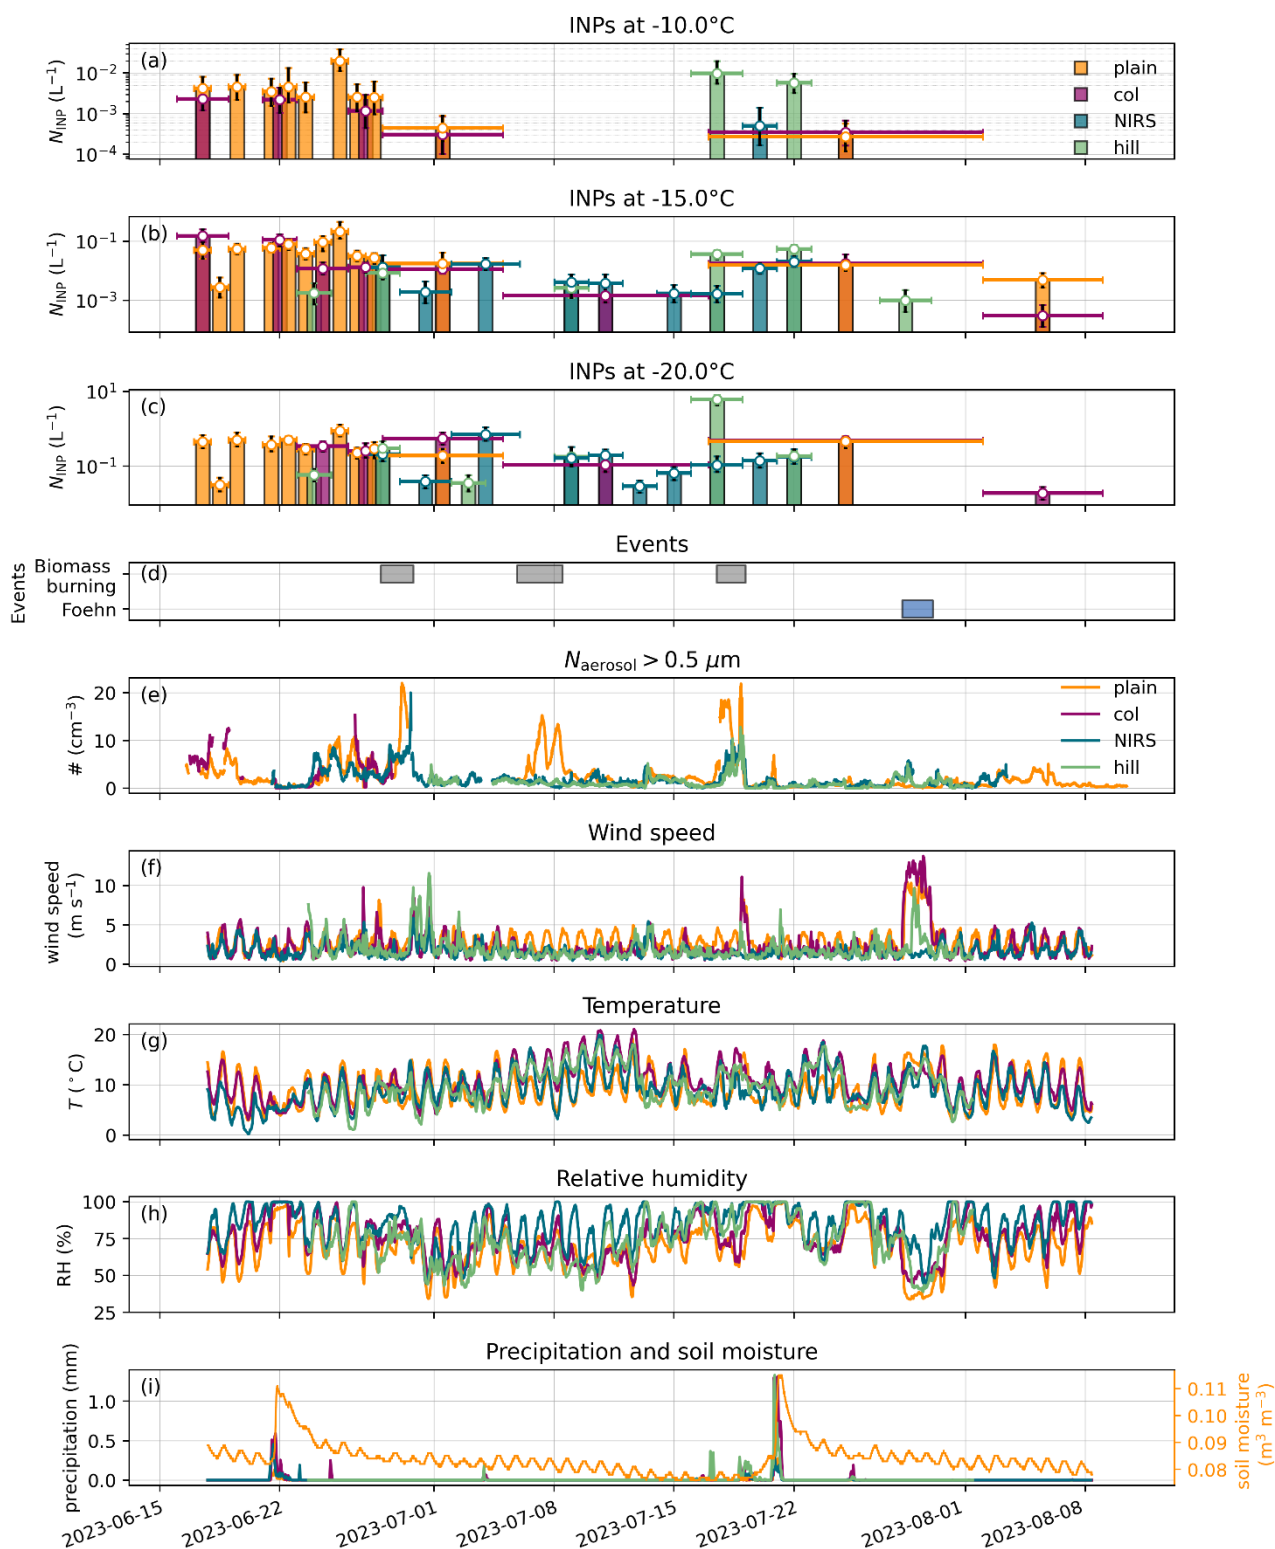 INPs at -10.0°C
(a)
N_INP (L⁻¹)
10⁻²
10⁻³
10⁻⁴
plain
col
NIRS
hill
INPs at -15.0°C
(b)
N_INP (L⁻¹)
10⁻¹
10⁻³
INPs at -20.0°C
(c)
N_INP (L⁻¹)
10¹
10⁻¹
Events
(d)
Events
Biomass
burning
Foehn
N_aerosol > 0.5 μm
(e)
# (cm⁻³)
20
10
0
plain
col
NIRS
hill
Wind speed
(f)
wind speed
(m s⁻¹)
10
5
0
Temperature
(g)
T (°C)
20
10
0
Relative humidity
(h)
RH (%)
100
75
50
25
Precipitation and soil moisture
(i)
precipitation (mm)
1.0
0.5
0.0
0.11
0.10
0.09
0.08
soil moisture
(m³ m⁻³)
2023-06-15
2023-06-22
2023-07-01
2023-07-08
2023-07-15
2023-07-22
2023-08-01
2023-08-08